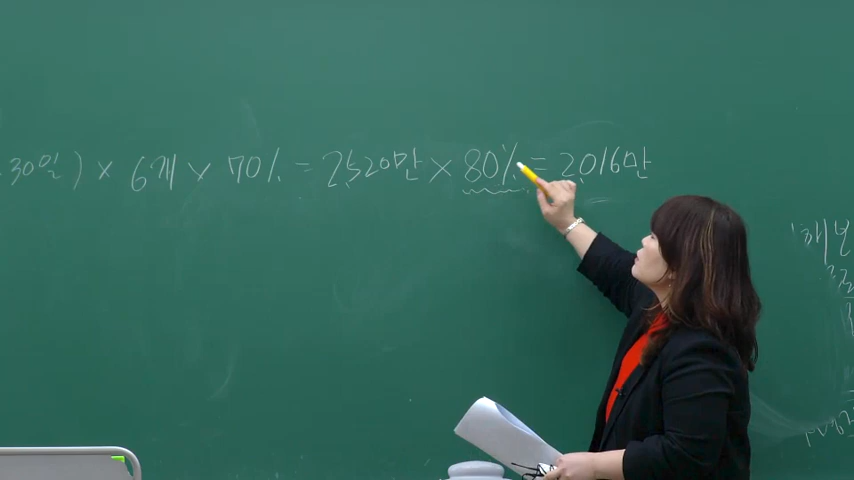 30일) × 6개 × 70% = 2,520만 × 80% = 2,016만